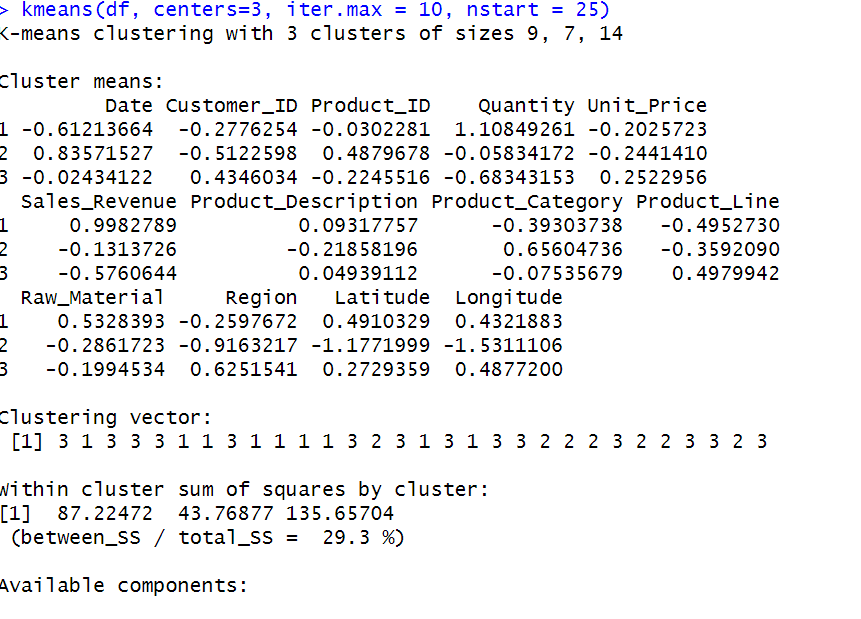 > kmeans(df, centers=3, iter.max = 10, nstart = 25)
K-means clustering with 3 clusters of sizes 9, 7, 14
Cluster means:
Date Customer_ID Product_ID Quantity Unit_Price
1 -0.61213664 -0.2776254 -0.0302281 1.10849261 -0.2025723
2 0.83571527 -0.5122598 0.4879678 -0.05834172 -0.2441410
3 -0.02434122 0.4346034 -0.2245516 -0.68343153 0.2522956
Sales_Revenue Product_Description Product_Category Product_Line
1 0.9982789 0.09317757 -0.39303738 -0.4952730
2 -0.1313726 -0.21858196 0.65604736 -0.3592090
3 -0.5760644 0.04939112 -0.07535679 0.4979942
Raw_Material Region Latitude Longitude
1 0.5328393 -0.2597672 0.4910329 0.4321883
2 -0.2861723 -0.9163217 -1.1771999 -1.5311106
3 -0.1994534 0.6251541 0.2729359 0.4877200
Clustering vector:
[1] 3 1 3 3 3 1 1 3 1 1 1 1 3 2 3 1 3 1 3 3 2 2 2 3 2 2 3 3 2 3
Within cluster sum of squares by cluster:
[1] 87.22472 43.76877 135.65704
(between_SS / total_SS = 29.3 %)
Available components: